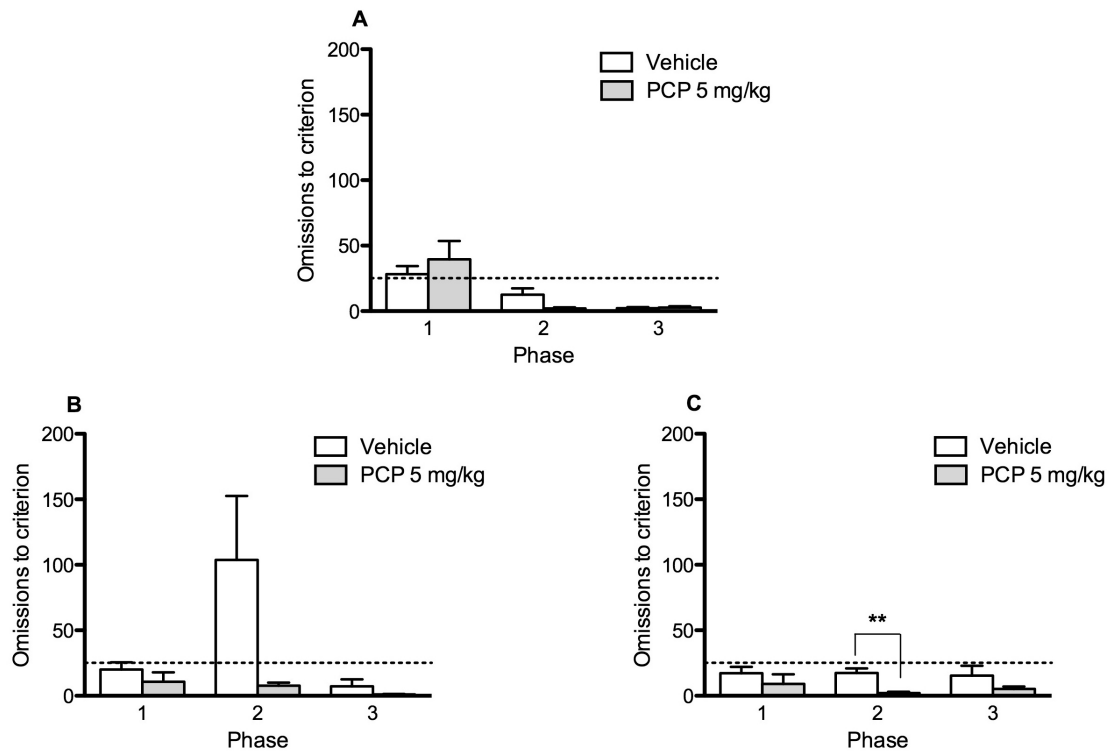 A
200
150
100
50
0
Omissions to criterion
Vehicle
PCP 5 mg/kg
1 2 3
Phase
B
200
150
100
50
0
Omissions to criterion
Vehicle
PCP 5 mg/kg
1 2 3
Phase
C
200
150
100
50
0
Omissions to criterion
Vehicle
PCP 5 mg/kg
**
1 2 3
Phase